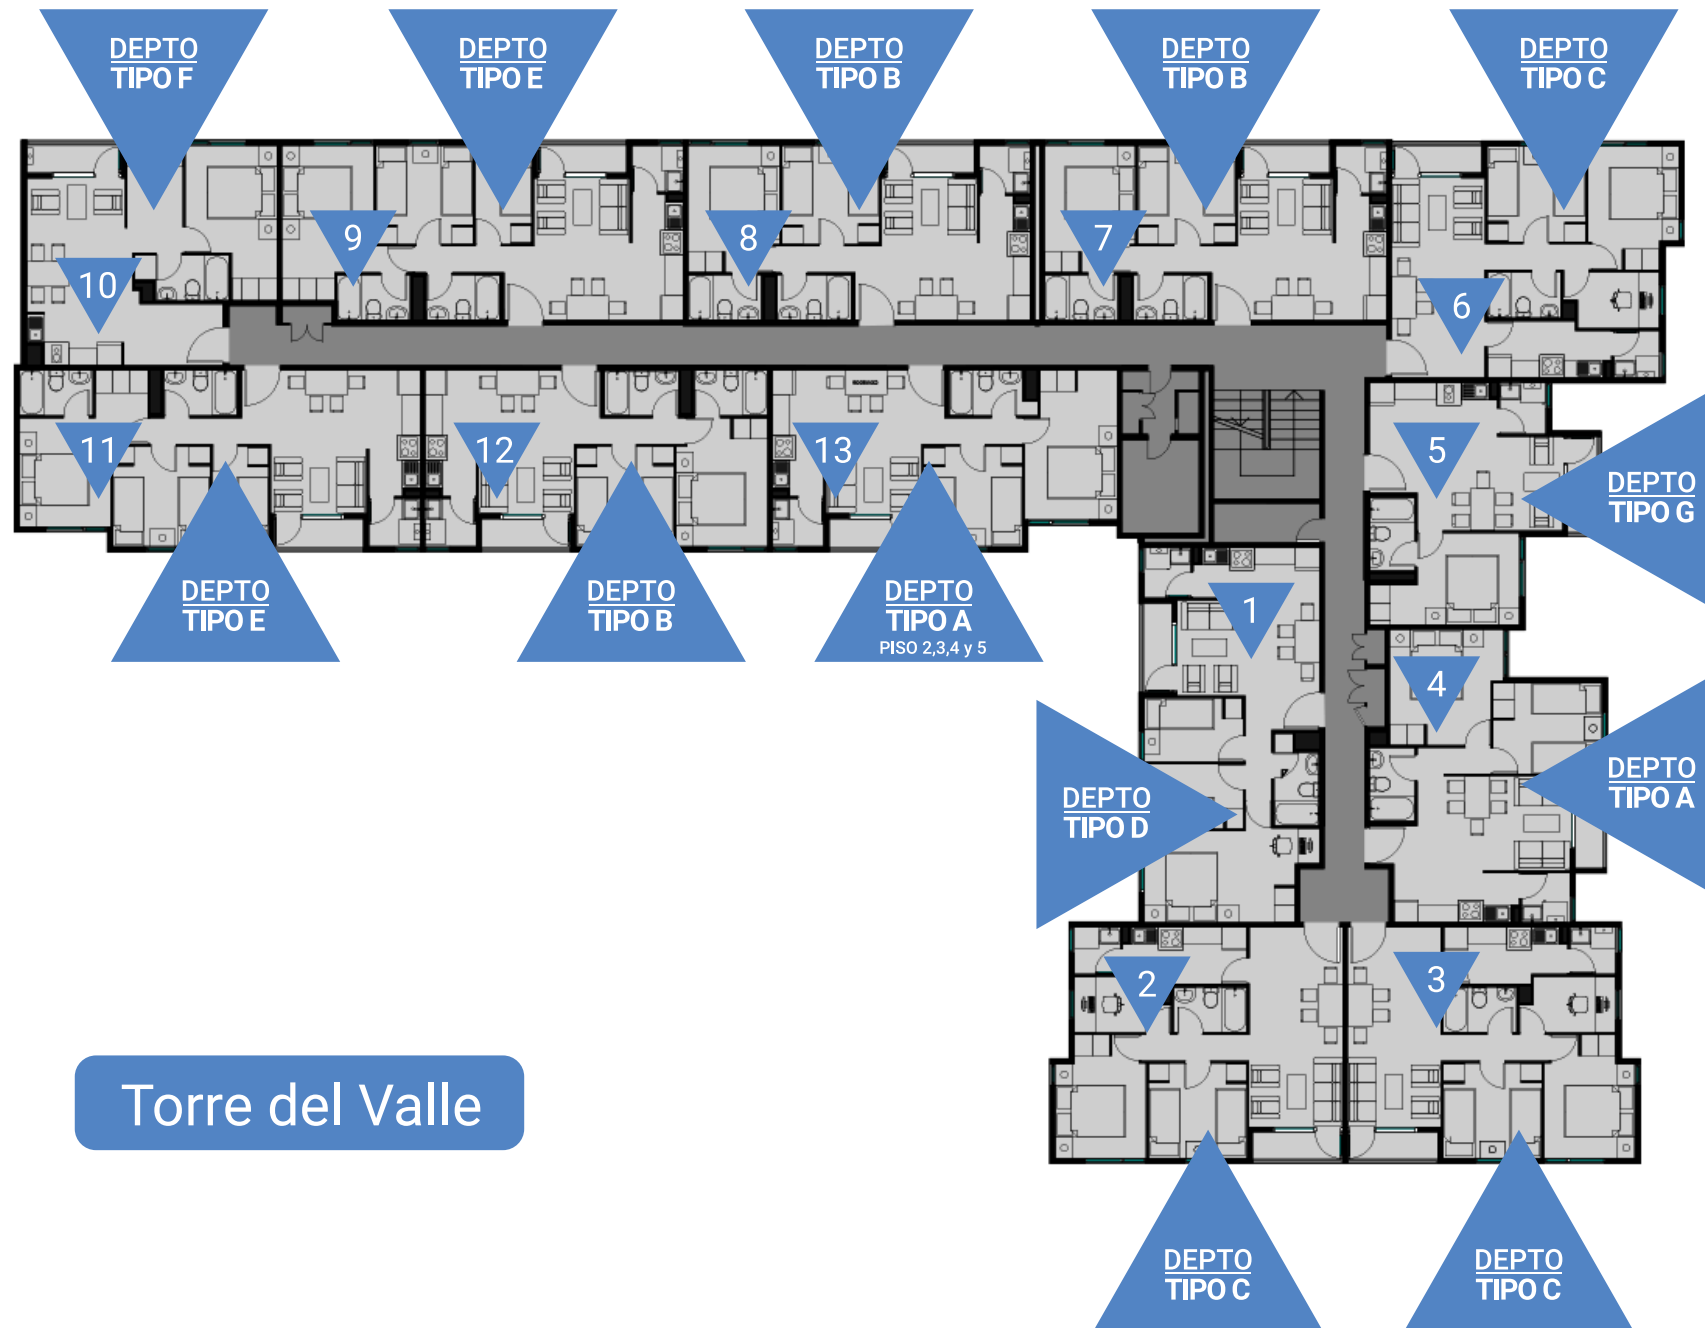 DEPTO
TIPO F
DEPTO
TIPO E
DEPTO
TIPO B
DEPTO
TIPO B
DEPTO
TIPO C
10
9
8
7
6
11
12
13
5
DEPTO
TIPO G
DEPTO
TIPO E
DEPTO
TIPO B
DEPTO
TIPO A
PISO 2,3,4 y 5
1
4
DEPTO
TIPO D
DEPTO
TIPO A
2
3
Torre del Valle
DEPTO
TIPO C
DEPTO
TIPO C